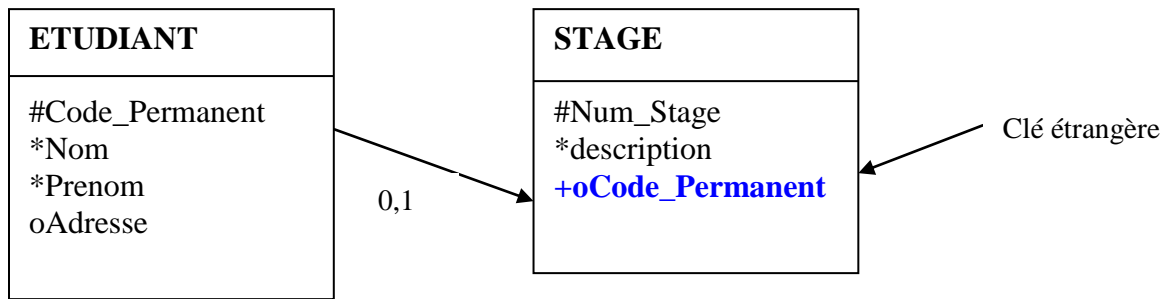 ETUDIANT
#Code_Permanent
*Nom
*Prenom
oAdresse
0,1
STAGE
#Num_Stage
*description
+oCode_Permanent
Clé étrangère